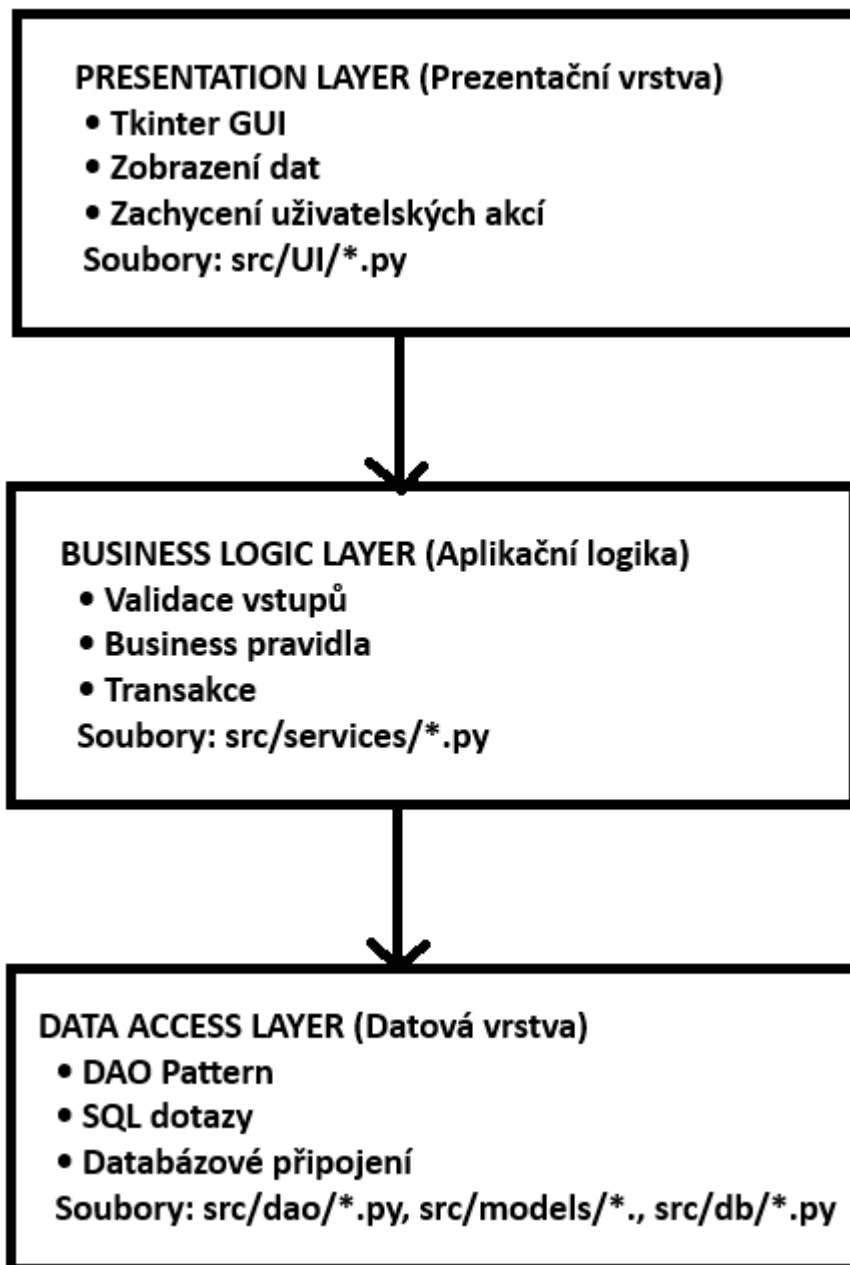 PRESENTATION LAYER (Prezentační vrstva)
• Tkinter GUI
• Zobrazení dat
• Zachycení uživatelských akcí
Soubory: src/UI/*.py
BUSINESS LOGIC LAYER (Aplikační logika)
• Validace vstupů
• Business pravidla
• Transakce
Soubory: src/services/*.py
DATA ACCESS LAYER (Datová vrstva)
• DAO Pattern
• SQL dotazy
• Databázové připojení
Soubory: src/dao/*.py, src/models/*., src/db/*.py